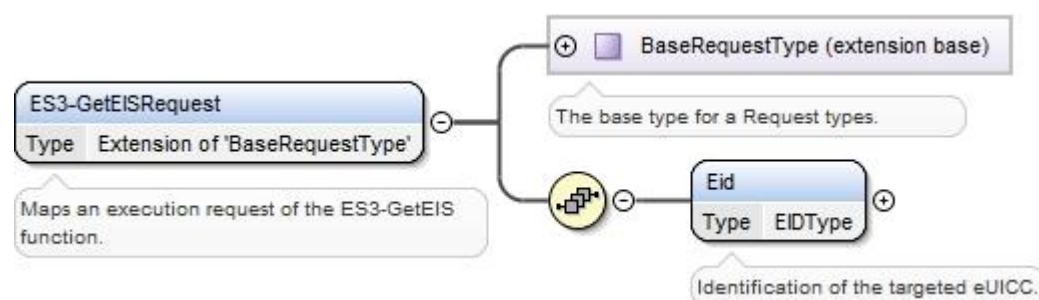 ES3-GetEISRequest
Type Extension of 'BaseRequestType'
Maps an execution request of the ES3-GetEIS
function.
BaseRequestType (extension base)
The base type for a Request types.
Eid
Type EIDType
Identification of the targeted eUICC.